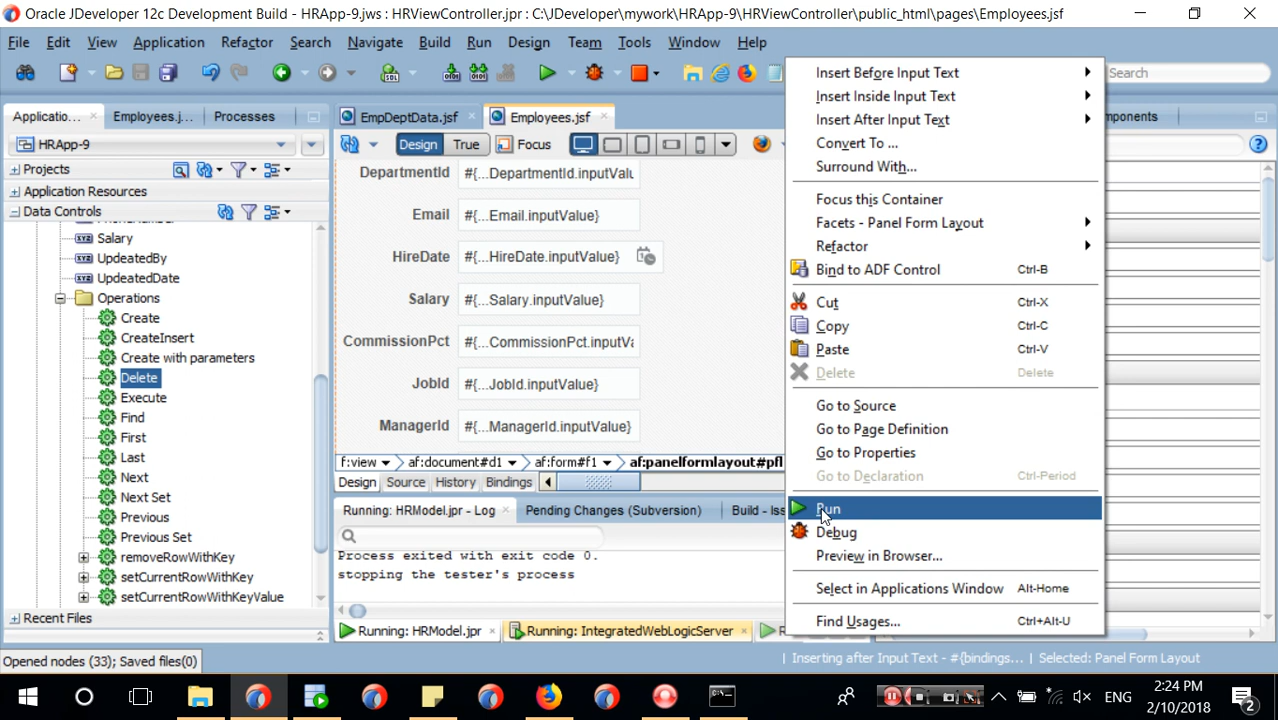 Oracle JDeveloper 12c Development Build - HRApp-9.jws : HRViewController.jpr : C:\JDeveloper\mywork\HRApp-9\HRViewController\public_html\pages\Employees.jsf
File Edit View Application Refactor Search Navigate Build Run Design Team Tools Window Help
Search
Applicatio... Employees.j... Processes
EmpDeptData.jsf Employees.jsf
HRApp-9
Design True Focus
Projects
Application Resources
Data Controls
Salary
UpdatedBy
UpdatedDate
Operations
Create
CreateInsert
Create with parameters
Delete
Execute
Find
First
Last
Next
Next Set
Previous
Previous Set
removeRowWithKey
setCurrentRowWithKey
setCurrentRowWithKeyValue
Recent Files
DepartmentId #{...DepartmentId.inputValu
Email #{...Email.inputValue}
HireDate #{...HireDate.inputValue}
Salary #{...Salary.inputValue}
CommissionPct #{...CommissionPct.inputVa
JobId #{...JobId.inputValue}
ManagerId #{...ManagerId.inputValue}
f:view af:document#d1 af:form#f1 af:panelformlayout#pfl
Design Source History Bindings
Running: HRModel.jpr - Log Pending Changes (Subversion) Build - Iss
Process exited with exit code 0.
stopping the tester's process
Running: HRModel.jpr Running: IntegratedWebLogicServer
Insert Before Input Text
Insert Inside Input Text
Insert After Input Text
Convert To ...
Surround With...
Focus this Container
Facets - Panel Form Layout
Refactor
Bind to ADF Control Ctrl-B
Cut Ctrl-X
Copy Ctrl-C
Paste Ctrl-V
Delete Delete
Go to Source
Go to Page Definition
Go to Properties
Go to Declaration Ctrl-Period
Run
Debug
Preview in Browser...
Select in Applications Window Alt-Home
Find Usages... Ctrl+Alt-U
ponents
Opened nodes (33); Saved files(0)
Inserting after Input Text - #{bindings... Selected: Panel Form Layout
ENG
2:24 PM
2/10/2018
2